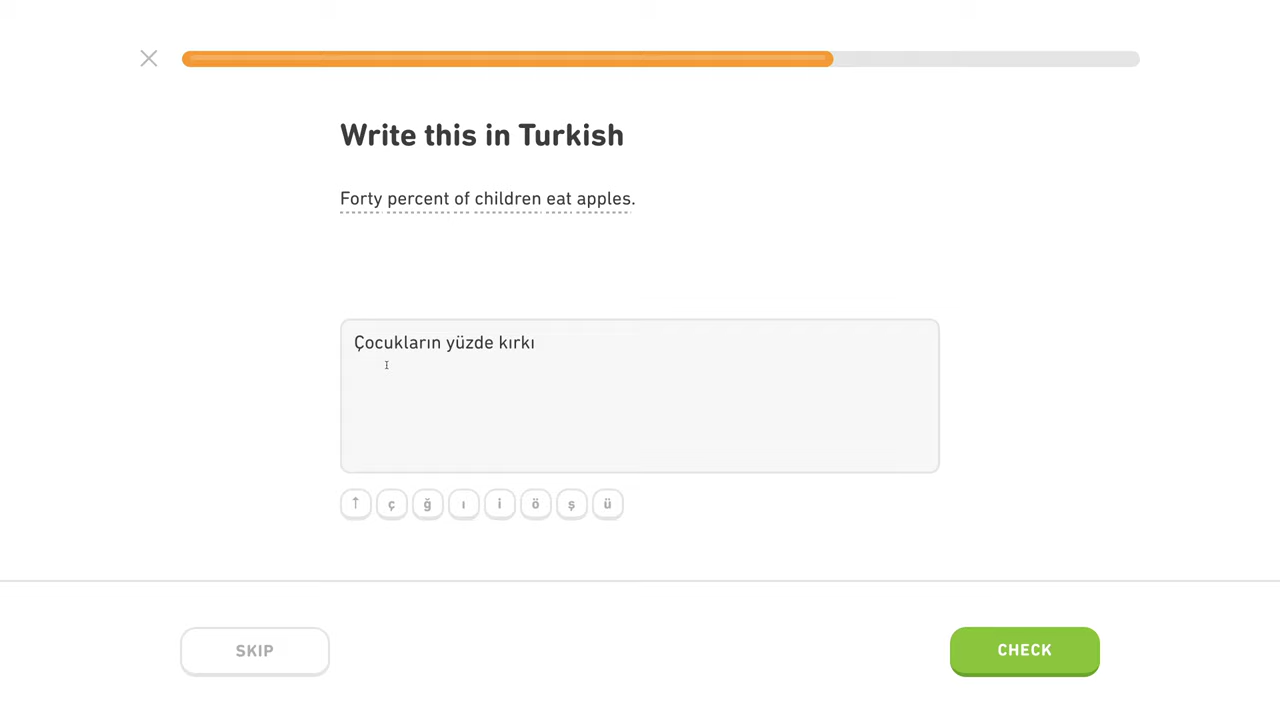 Write this in Turkish
Forty percent of children eat apples.
Çocukların yüzde kırkı
↑ ç ğ ı i ö ş ü
SKIP
CHECK